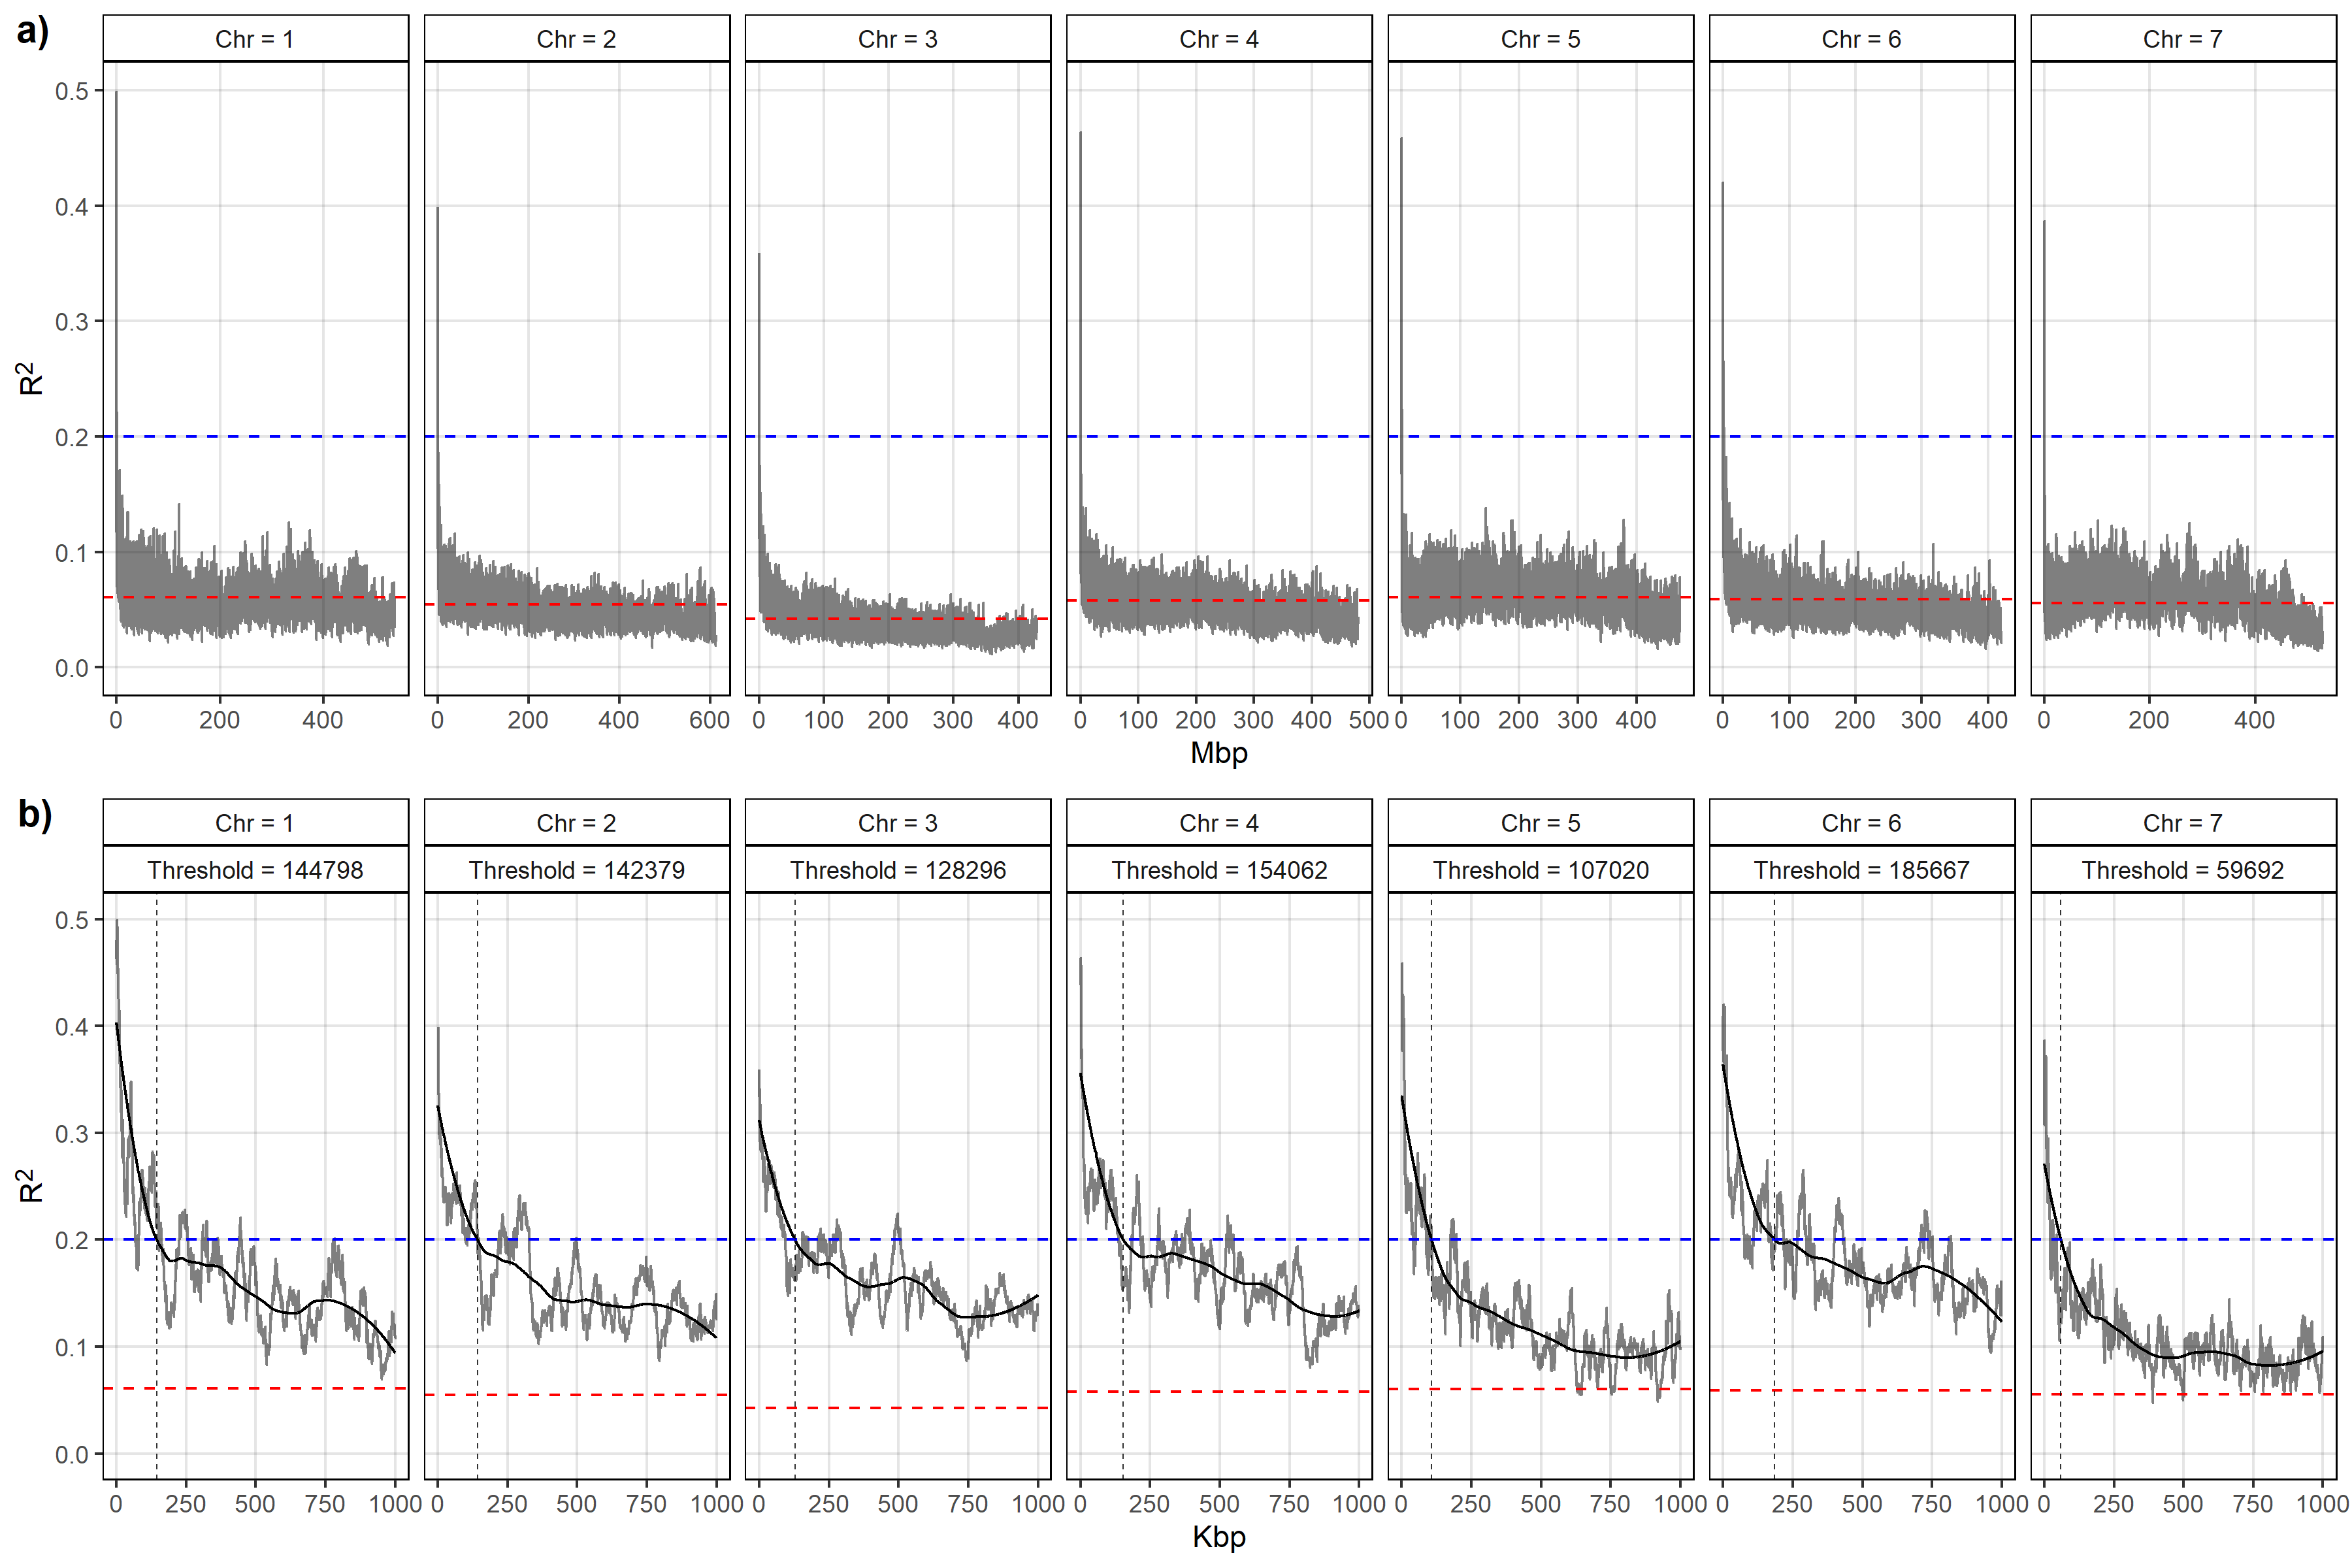 a)
Chr = 1 Chr = 2 Chr = 3 Chr = 4 Chr = 5 Chr = 6 Chr = 7
0.5
0.4
0.3
0.2
0.1
0.0
R²
0 200 400 0 200 400 600 0 100 200 300 400 0 100 200 300 400 500 0 100 200 300 400 0 100 200 300 400 0 200 400
Mbp
b)
Chr = 1 Chr = 2 Chr = 3 Chr = 4 Chr = 5 Chr = 6 Chr = 7
Threshold = 144798 Threshold = 142379 Threshold = 128296 Threshold = 154062 Threshold = 107020 Threshold = 185667 Threshold = 59692
0.5
0.4
0.3
0.2
0.1
0.0
R²
0 250 500 750 1000 0 250 500 750 1000 0 250 500 750 1000 0 250 500 750 1000 0 250 500 750 1000 0 250 500 750 1000 0 250 500 750 1000
Kbp